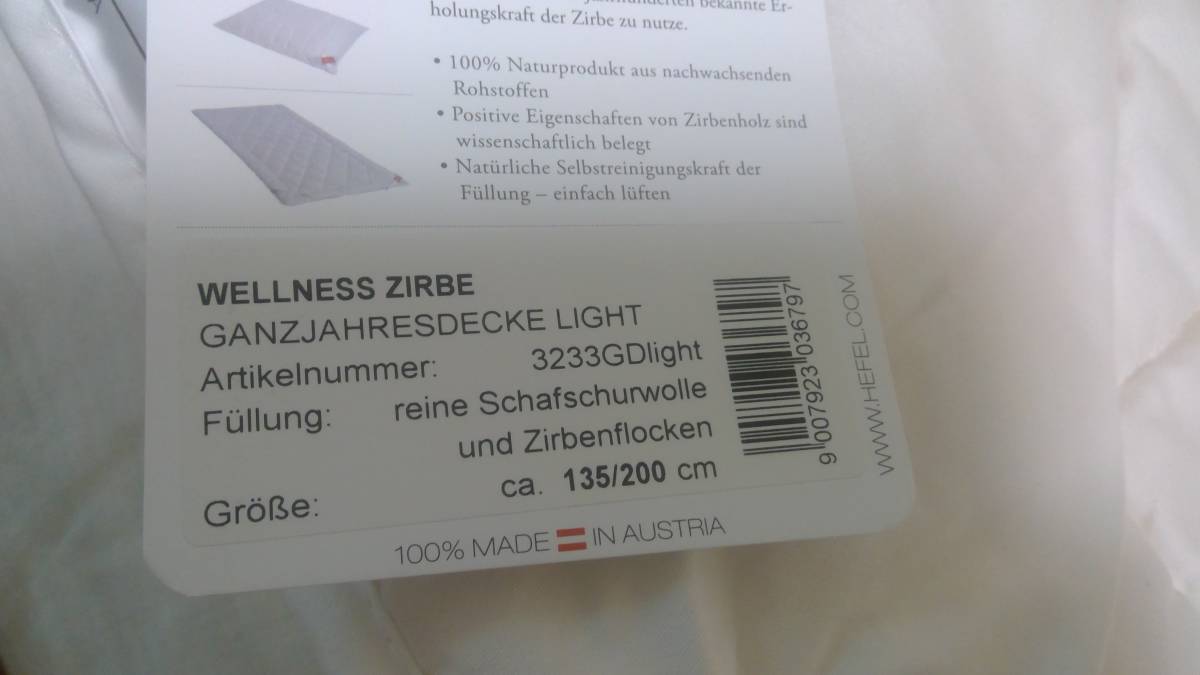 bekannte Er-
holungskraft der Zirbe zu nutze.
• 100% Naturprodukt aus nachwachsenden
Rohstoffen
• Positive Eigenschaften von Zirbenholz sind
wissenschaftlich belegt
• Natürliche Selbstreinigungskraft der
Füllung – einfach lüften
WELLNESS ZIRBE
GANZJAHRESDECKE LIGHT
Artikelnummer: 3233GDlight
Füllung: reine Schafschurwolle
und Zirbenflocken
Größe: ca. 135/200 cm
9 007923 036797
WWW.HEFEL.COM
100% MADE IN AUSTRIA